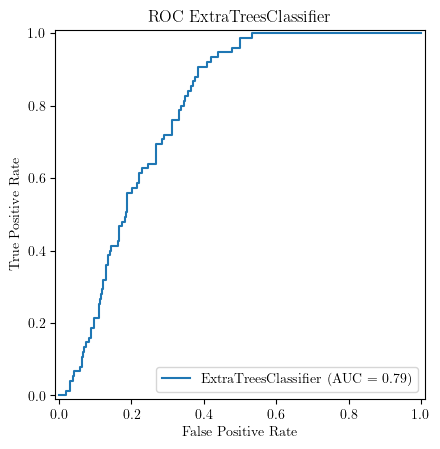 ROC ExtraTreesClassifier
True Positive Rate
1.0
0.8
0.6
0.4
0.2
0.0
ExtraTreesClassifier (AUC = 0.79)
0.0 0.2 0.4 0.6 0.8 1.0
False Positive Rate